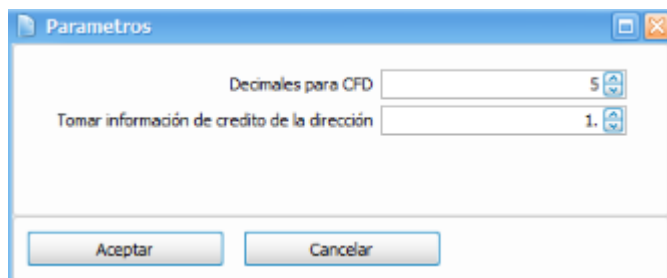 Parametros
Decimales para CFD 5
Tomar información de credito de la dirección 1.
Aceptar Cancelar